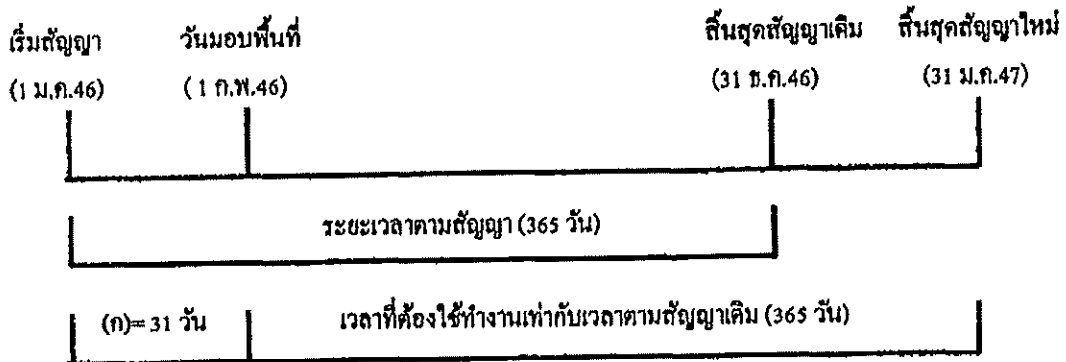 เริ่มสัญญา วันมอบพื้นที่ สิ้นสุดสัญญาเดิม สิ้นสุดสัญญาใหม่
(1 ม.ค.46) ( 1 ก.พ.46) (31 ธ.ค.46) (31 ม.ค.47)
ระยะเวลาตามสัญญา (365 วัน)
(ก)= 31 วัน เวลาที่ต้องใช้ทำงานเท่ากับเวลาตามสัญญาเดิม (365 วัน)